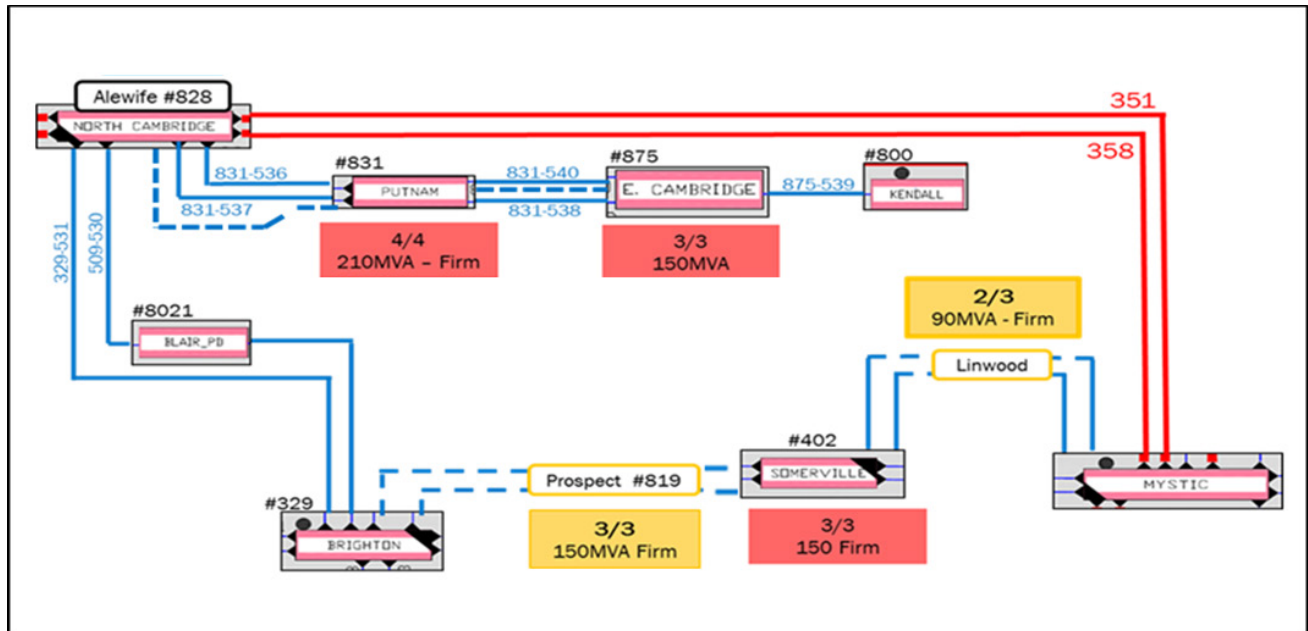 Alewife #828
NORTH CAMBRIDGE
351
358
831-536
831-537
#831
PUTNAM
831-540
831-538
#875
E. CAMBRIDGE
875-539
#800
KENDALL
4/4
210MVA – Firm
3/3
150MVA
329-531
509-530
#8021
BLAIR_PD
2/3
90MVA - Firm
Linwood
#402
SOMERVILLE
Prospect #819
MYSTIC
#329
BRIGHTON
3/3
150MVA Firm
3/3
150 Firm